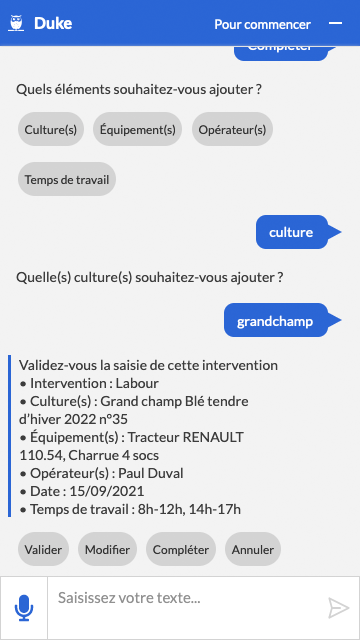 Duke
Pour commencer
Compléter
Quels éléments souhaitez-vous ajouter ?
Culture(s)
Équipement(s)
Opérateur(s)
Temps de travail
culture
Quelle(s) culture(s) souhaitez-vous ajouter ?
grandchamp
Validez-vous la saisie de cette intervention
• Intervention : Labour
• Culture(s) : Grand champ Blé tendre
d’hiver 2022 n°35
• Équipement(s) : Tracteur RENAULT
110.54, Charrue 4 socs
• Opérateur(s) : Paul Duval
• Date : 15/09/2021
• Temps de travail : 8h-12h, 14h-17h
Valider
Modifier
Compléter
Annuler
Saisissez votre texte...